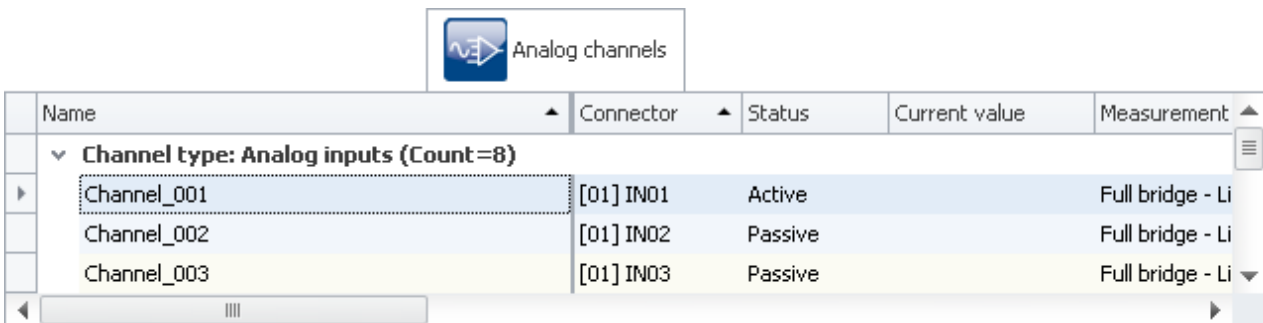 Analog channels
Name Connector Status Current value Measurement
Channel type: Analog inputs (Count=8)
Channel_001 [01] IN01 Active Full bridge - Li
Channel_002 [01] IN02 Passive Full bridge - Li
Channel_003 [01] IN03 Passive Full bridge - Li